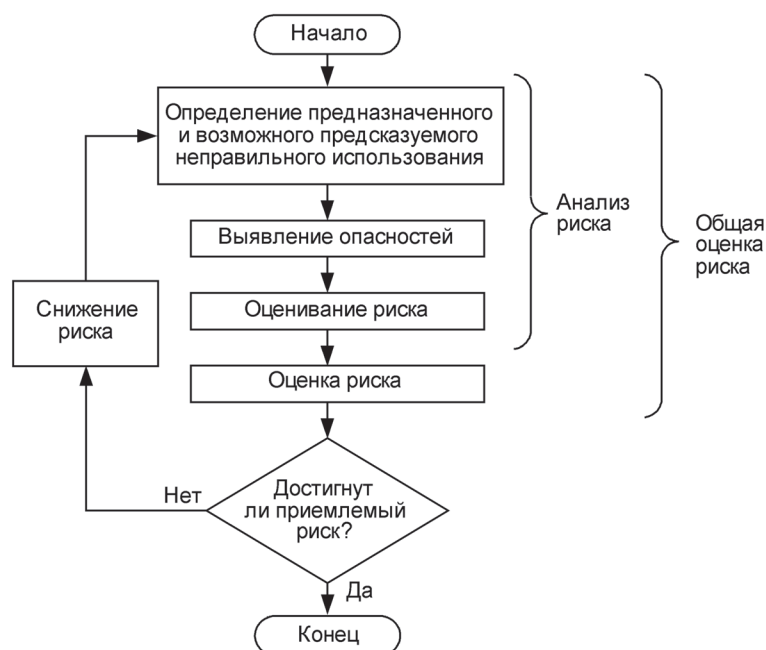 Начало
Определение предназначенного
и возможного предсказуемого
неправильного использования
Анализ
риска
Выявление опасностей
Общая
оценка
риска
Снижение
риска
Оценивание риска
Оценка риска
Нет
Достигнут
ли приемлемый
риск?
Да
Конец